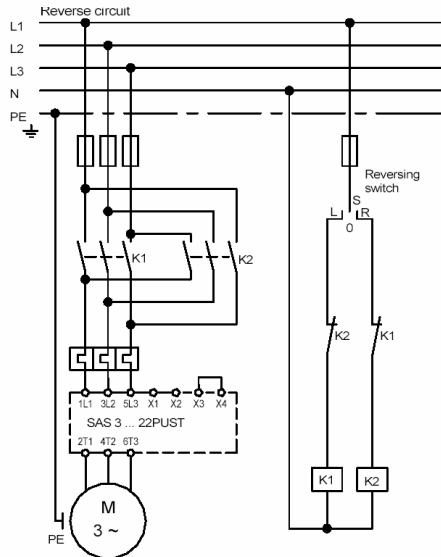 Reverse circuit
L1
L2
L3
N
PE
Reversing
switch
S
L R
0
K1
K2
K2
K1
1L1 3L2 5L3 X1 X2 X3 X4
SAS 3 ... 22PUST
2T1 4T2 6T3
K1
K2
M
3 ~
PE